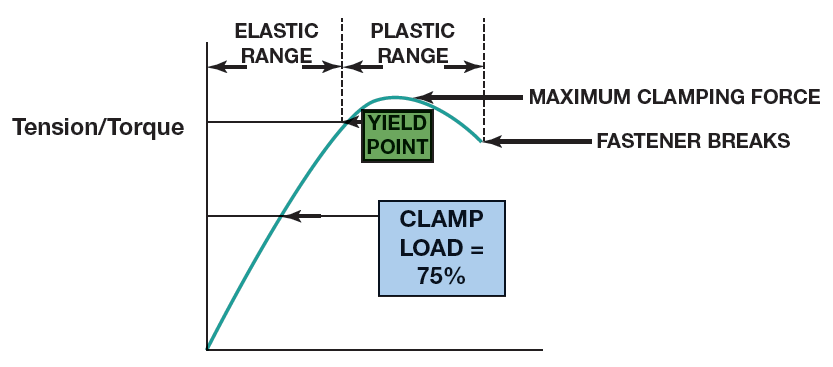 ELASTIC
RANGE
PLASTIC
RANGE
MAXIMUM CLAMPING FORCE
Tension/Torque
YIELD
POINT
FASTENER BREAKS
CLAMP
LOAD =
75%